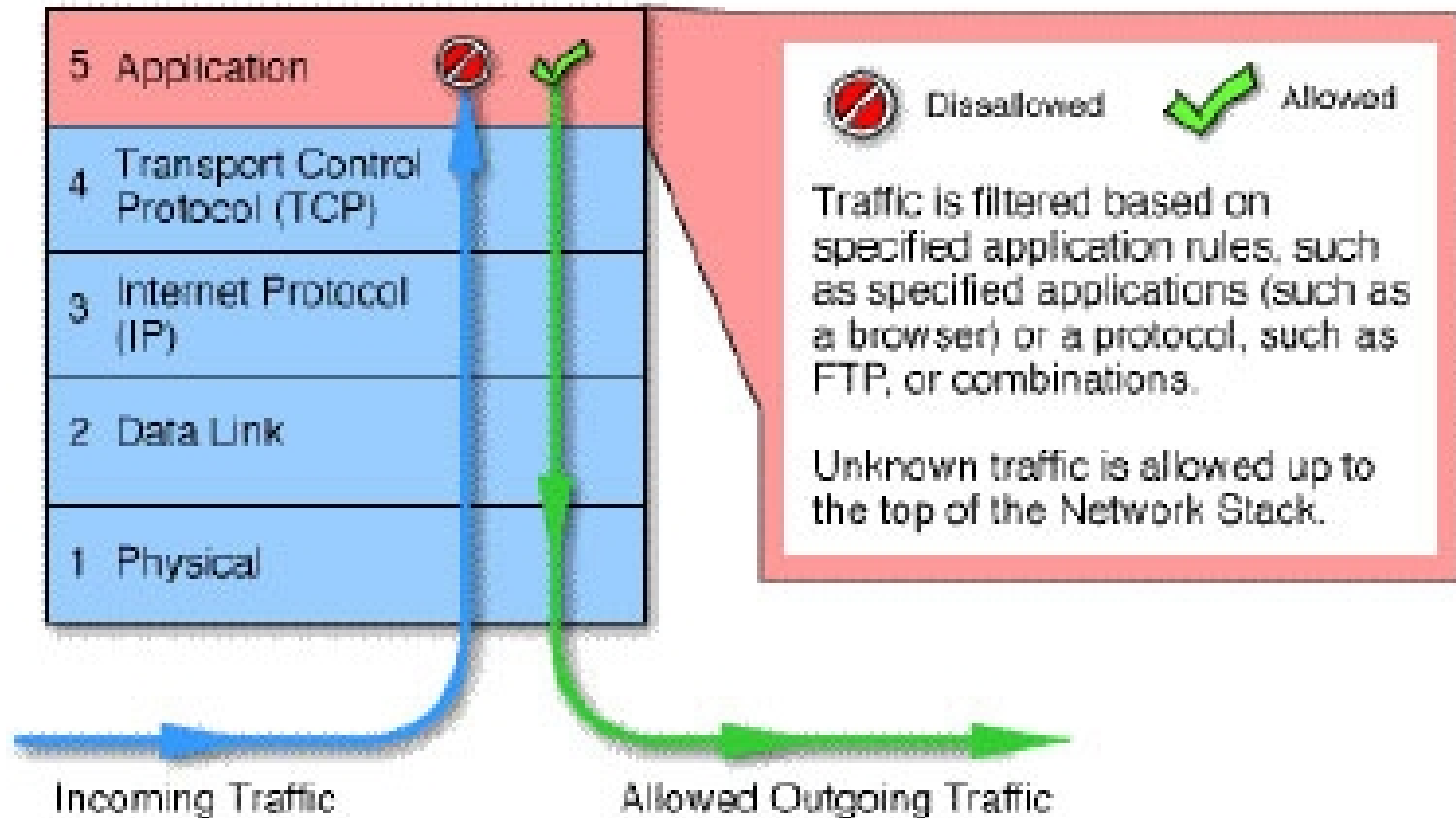 5 Application
4 Transport Control
Protocol (TCP)
3 Internet Protocol
(IP)
2 Data Link
1 Physical
Incoming Traffic
Allowed Outgoing Traffic
Disallowed
Allowed
Traffic is filtered based on
specified application rules, such
as specified applications (such as
a browser) or a protocol, such as
FTP, or combinations.
Unknown traffic is allowed up to
the top of the Network Stack.